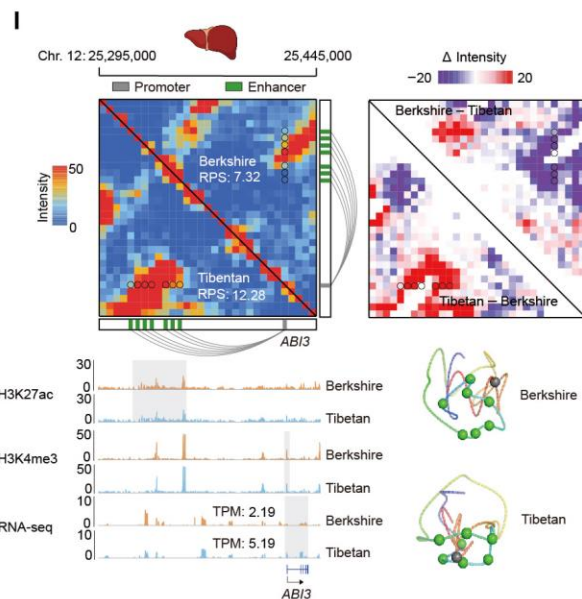 I
Chr. 12: 25,295,000 25,445,000
Promoter Enhancer
Δ Intensity
−20 20
Intensity
50
0
Berkshire
RPS: 7.32
Tibentan
RPS: 12.28
ABI3
Berkshire − Tibetan
Tibetan − Berkshire
H3K27ac
30
0
Berkshire
30
0
Tibetan
H3K4me3
50
0
Berkshire
50
0
Tibetan
RNA-seq
10
0
TPM: 2.19
Berkshire
10
0
TPM: 5.19
Tibetan
ABI3
Berkshire
Tibetan